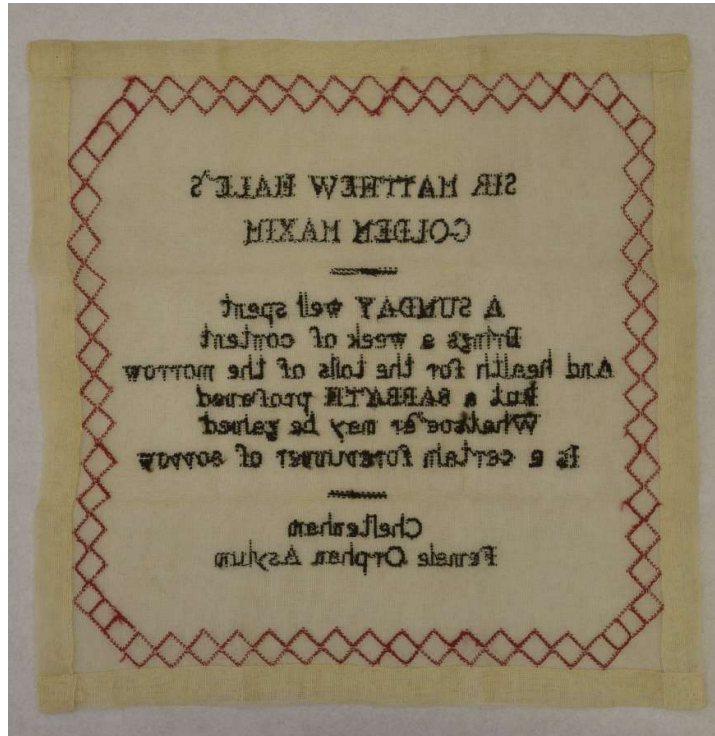 SIR MATTHEW HALE'S
GOLDEN MAXIM
A SUNDAY well spent
Brings a week of content
And health for the toils of the morrow
But a SABBATH profaned
Whatsoe'er may be gained
Is a certain forerunner of sorrow
Cheltenham
Female Orphan Asylum